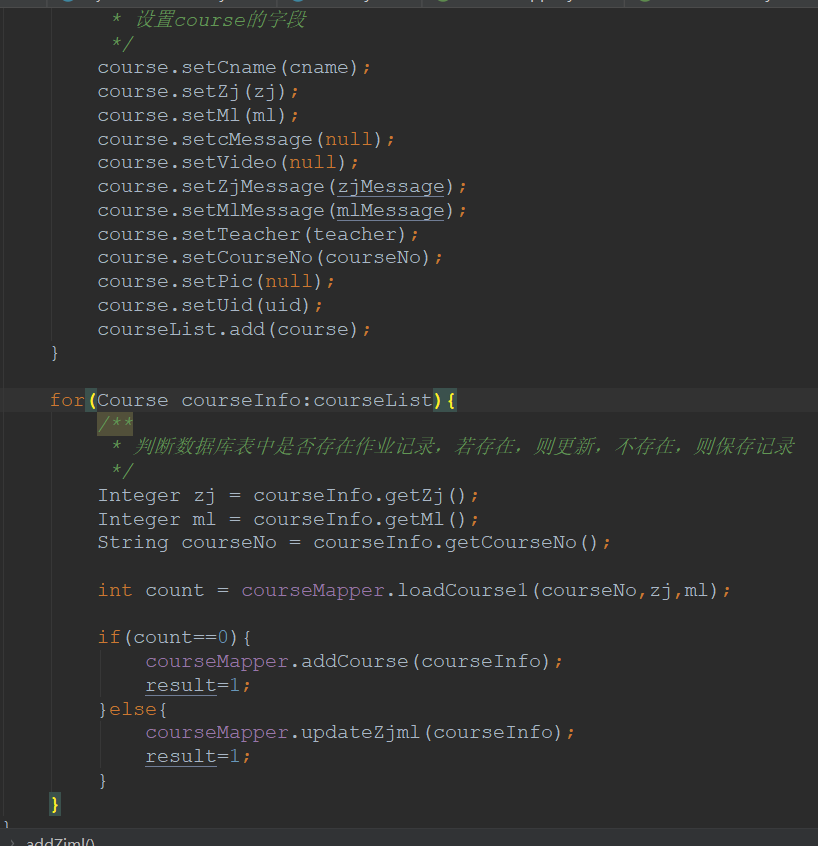 * 设置course的字段
*/
course.setCname(cname);
course.setZj(zj);
course.setMl(ml);
course.setcMessage(null);
course.setVideo(null);
course.setZjMessage(zjMessage);
course.setMlMessage(mlMessage);
course.setTeacher(teacher);
course.setCourseNo(courseNo);
course.setPic(null);
course.setUid(uid);
courseList.add(course);
}
for(Course courseInfo:courseList){
/**
* 判断数据库表中是否存在作业记录，若存在，则更新，不存在，则保存记录
*/
Integer zj = courseInfo.getZj();
Integer ml = courseInfo.getMl();
String courseNo = courseInfo.getCourseNo();
int count = courseMapper.loadCourse1(courseNo,zj,ml);
if(count==0){
courseMapper.addCourse(courseInfo);
result=1;
}else{
courseMapper.updateZjml(courseInfo);
result=1;
}
}
}
› addZjml()